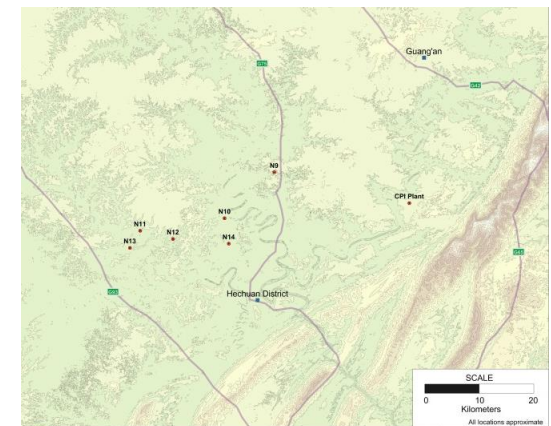 Guang'an
G75
G42
N9
CPI Plant
N10
N11
N12
N14
N13
Hechuan District
SCALE
0 10 20
Kilometers
All locations approximate